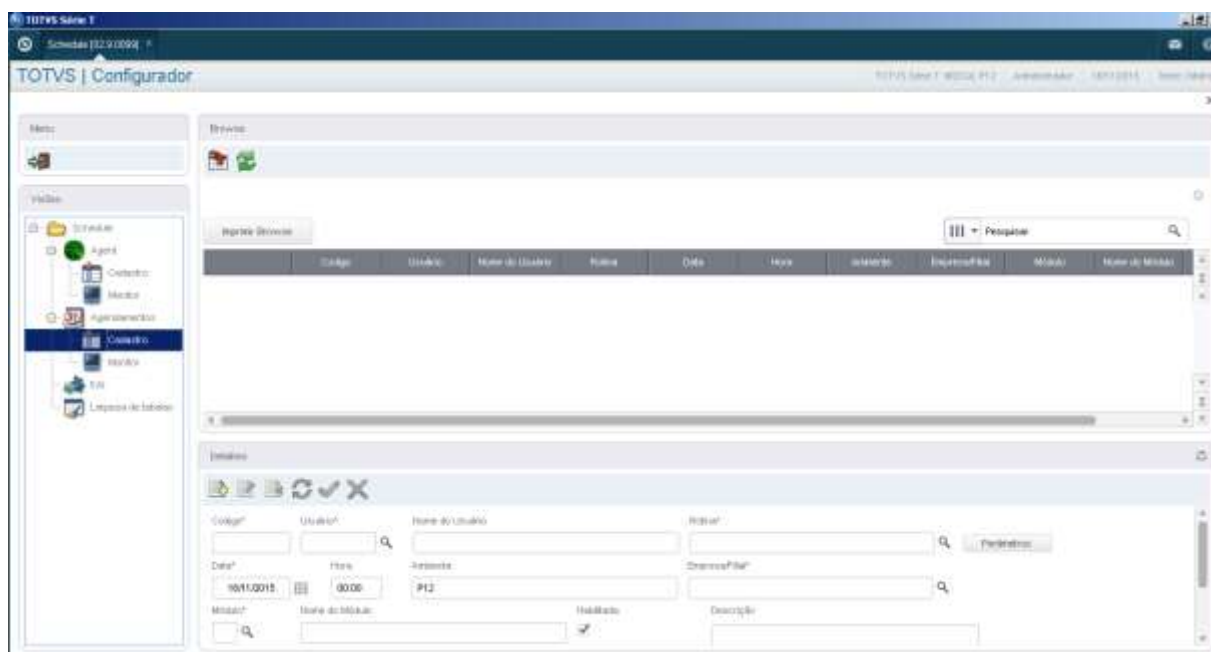 TOTVS Série T
Schedule [02.9.0099] ×
TOTVS | Configurador
Menu
Browse
Visões
Schedule
Agent
Cadastro
Monitor
Agendamentos
Cadastro
Monitor
Limpeza de tabelas
Imprimir Browse
Pesquisar
Código Usuário Nome do Usuário Rotina Data Hora Ambiente Empresa/Filial Módulo Nome do Módulo
Detalhes
Código* Usuário* Nome do Usuário Rotina*
Parâmetros
Data* Hora Ambiente Empresa/Filial*
16/11/2015 00:00 P12
Módulo* Nome do Módulo Habilitado Descrição